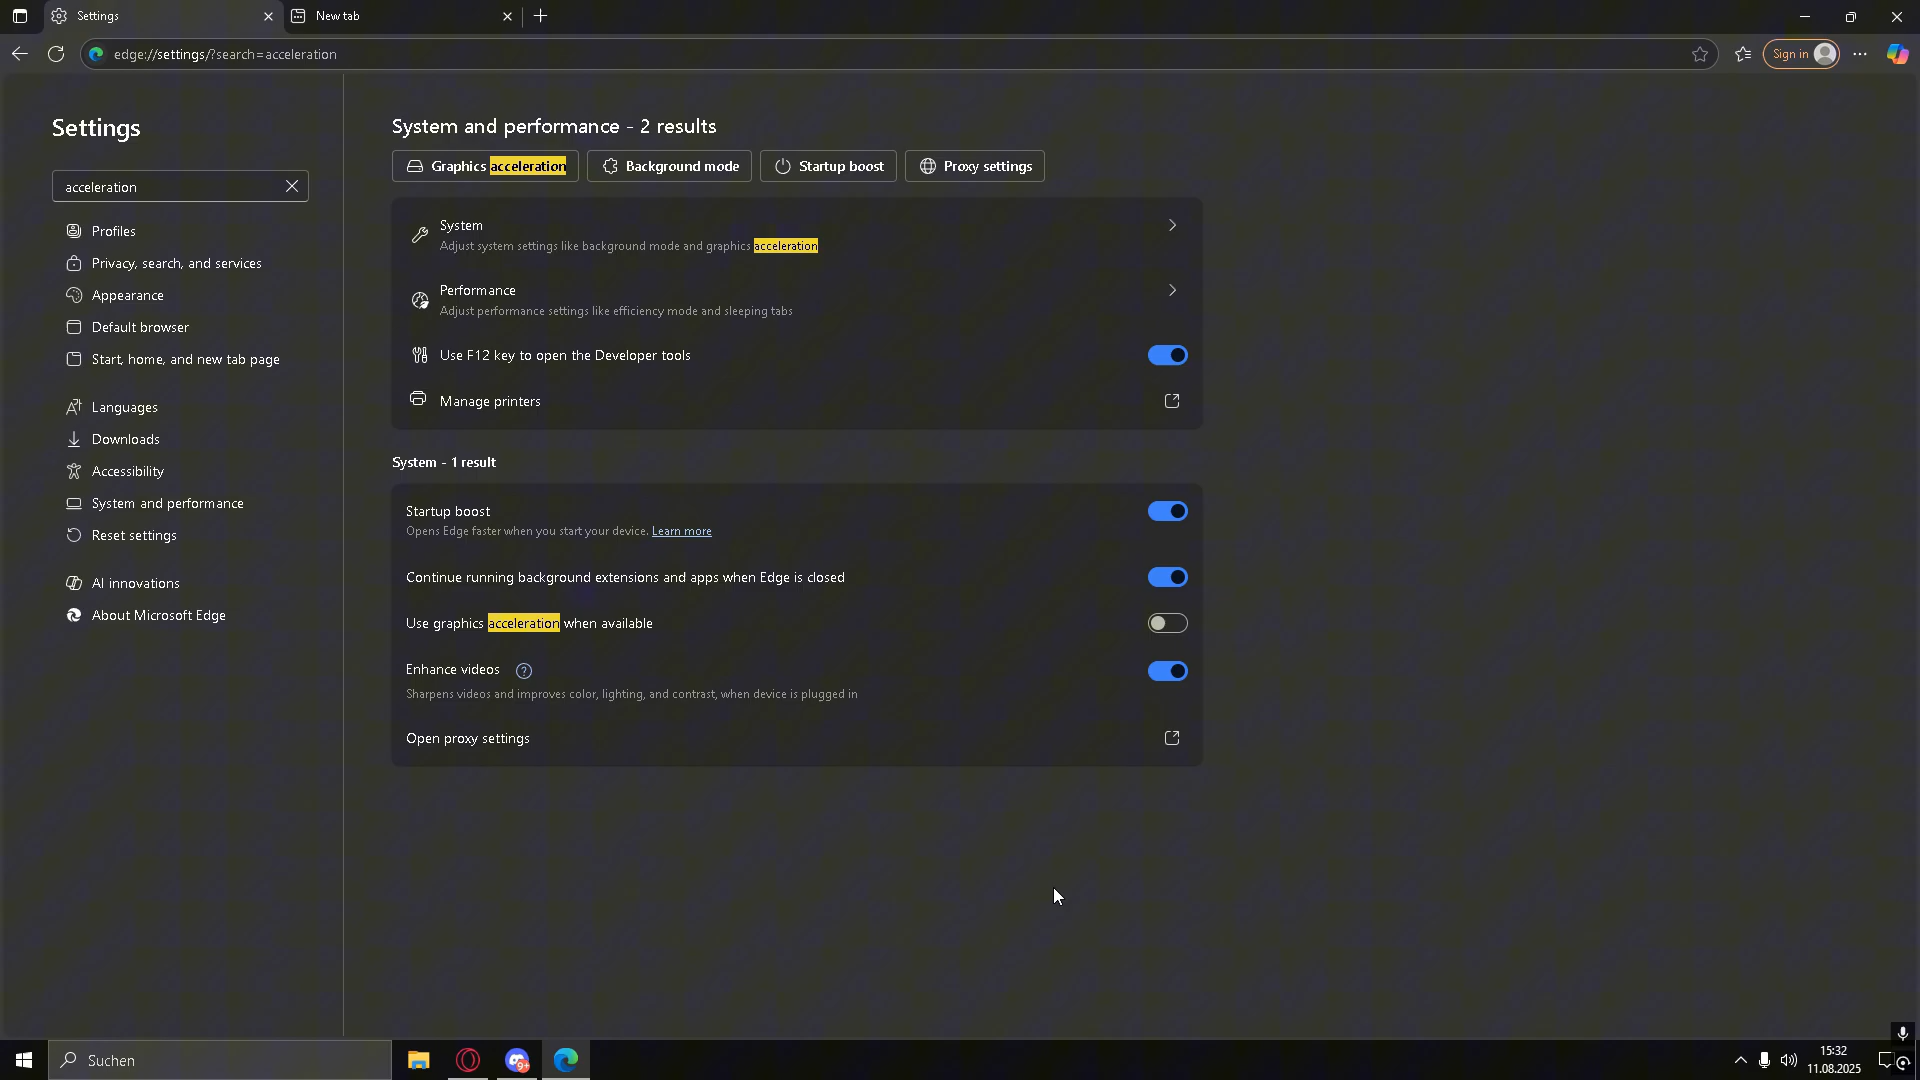 Settings
New tab
edge://settings/?search=acceleration
Sign in
Settings
acceleration
Profiles
Privacy, search, and services
Appearance
Default browser
Start, home, and new tab page
Languages
Downloads
Accessibility
System and performance
Reset settings
AI innovations
About Microsoft Edge
System and performance - 2 results
Graphics acceleration
Background mode
Startup boost
Proxy settings
System
Adjust system settings like background mode and graphics acceleration
Performance
Adjust performance settings like efficiency mode and sleeping tabs
Use F12 key to open the Developer tools
Manage printers
System - 1 result
Startup boost
Opens Edge faster when you start your device. Learn more
Continue running background extensions and apps when Edge is closed
Use graphics acceleration when available
Enhance videos
Sharpens videos and improves color, lighting, and contrast, when device is plugged in
Open proxy settings
Suchen
9+
15:32
11.08.2025